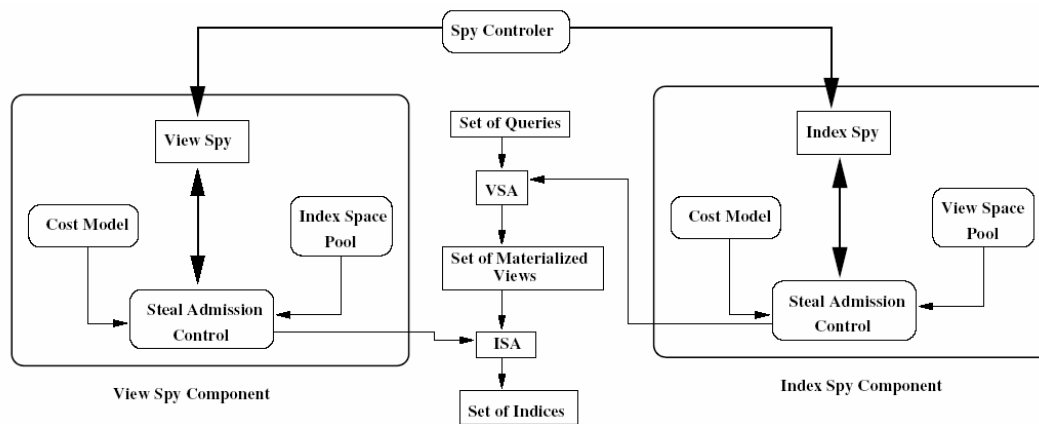 Spy Controler
View Spy
Cost Model
Index Space
Pool
Steal Admission
Control
View Spy Component
Set of Queries
VSA
Set of Materialized
Views
ISA
Set of Indices
Index Spy
Cost Model
View Space
Pool
Steal Admission
Control
Index Spy Component